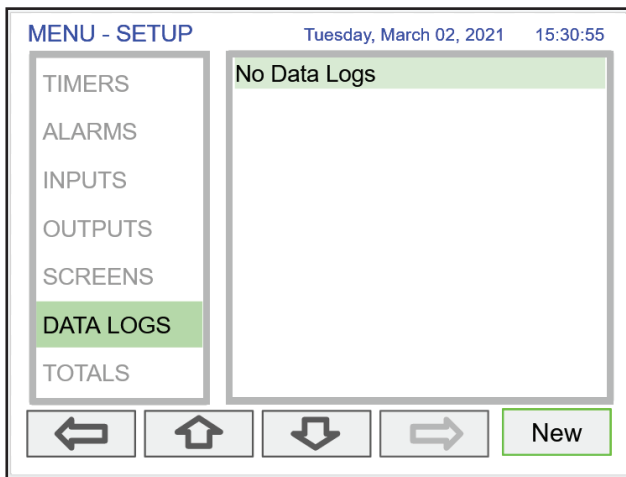 MENU - SETUP Tuesday, March 02, 2021 15:30:55
TIMERS
ALARMS
INPUTS
OUTPUTS
SCREENS
DATA LOGS
TOTALS
No Data Logs
New